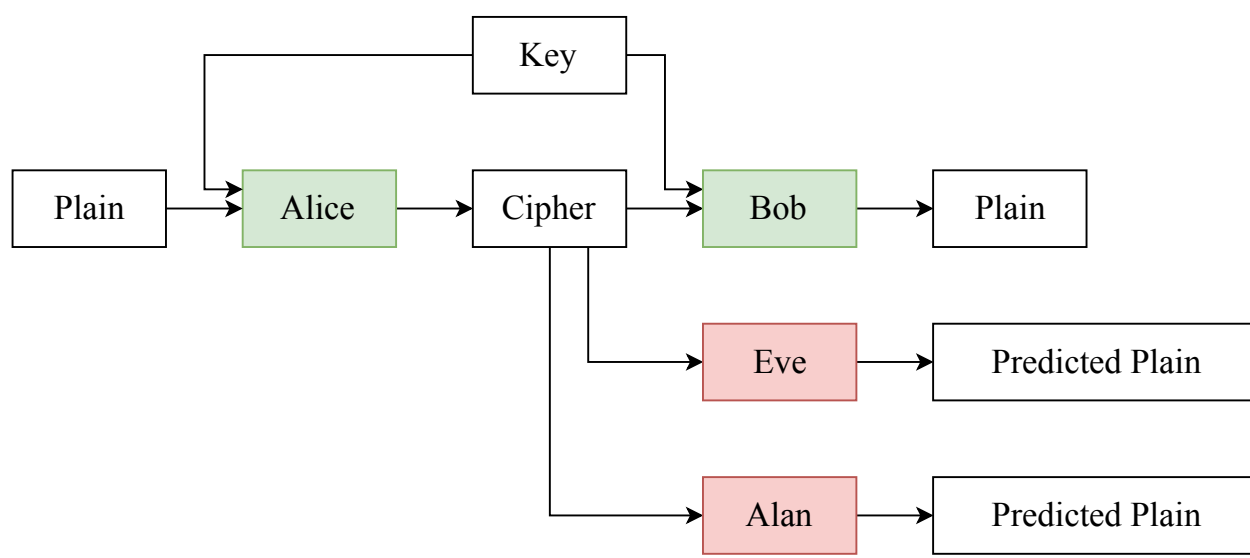 Key
Plain
Alice
Cipher
Bob
Plain
Eve
Predicted Plain
Alan
Predicted Plain